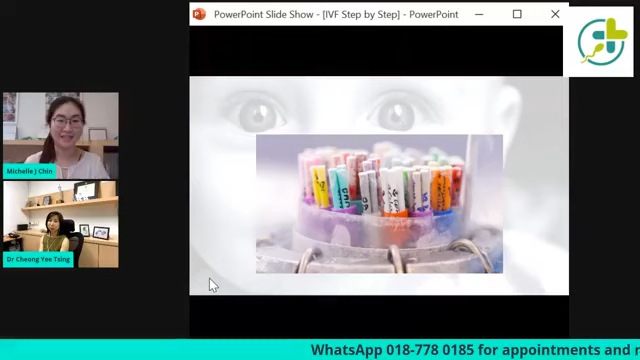 PowerPoint Slide Show - [IVF Step by Step] - PowerPoint
Michelle J Chin
Dr Cheong Yee Tsing
WhatsApp 018-778 0185 for appointments and